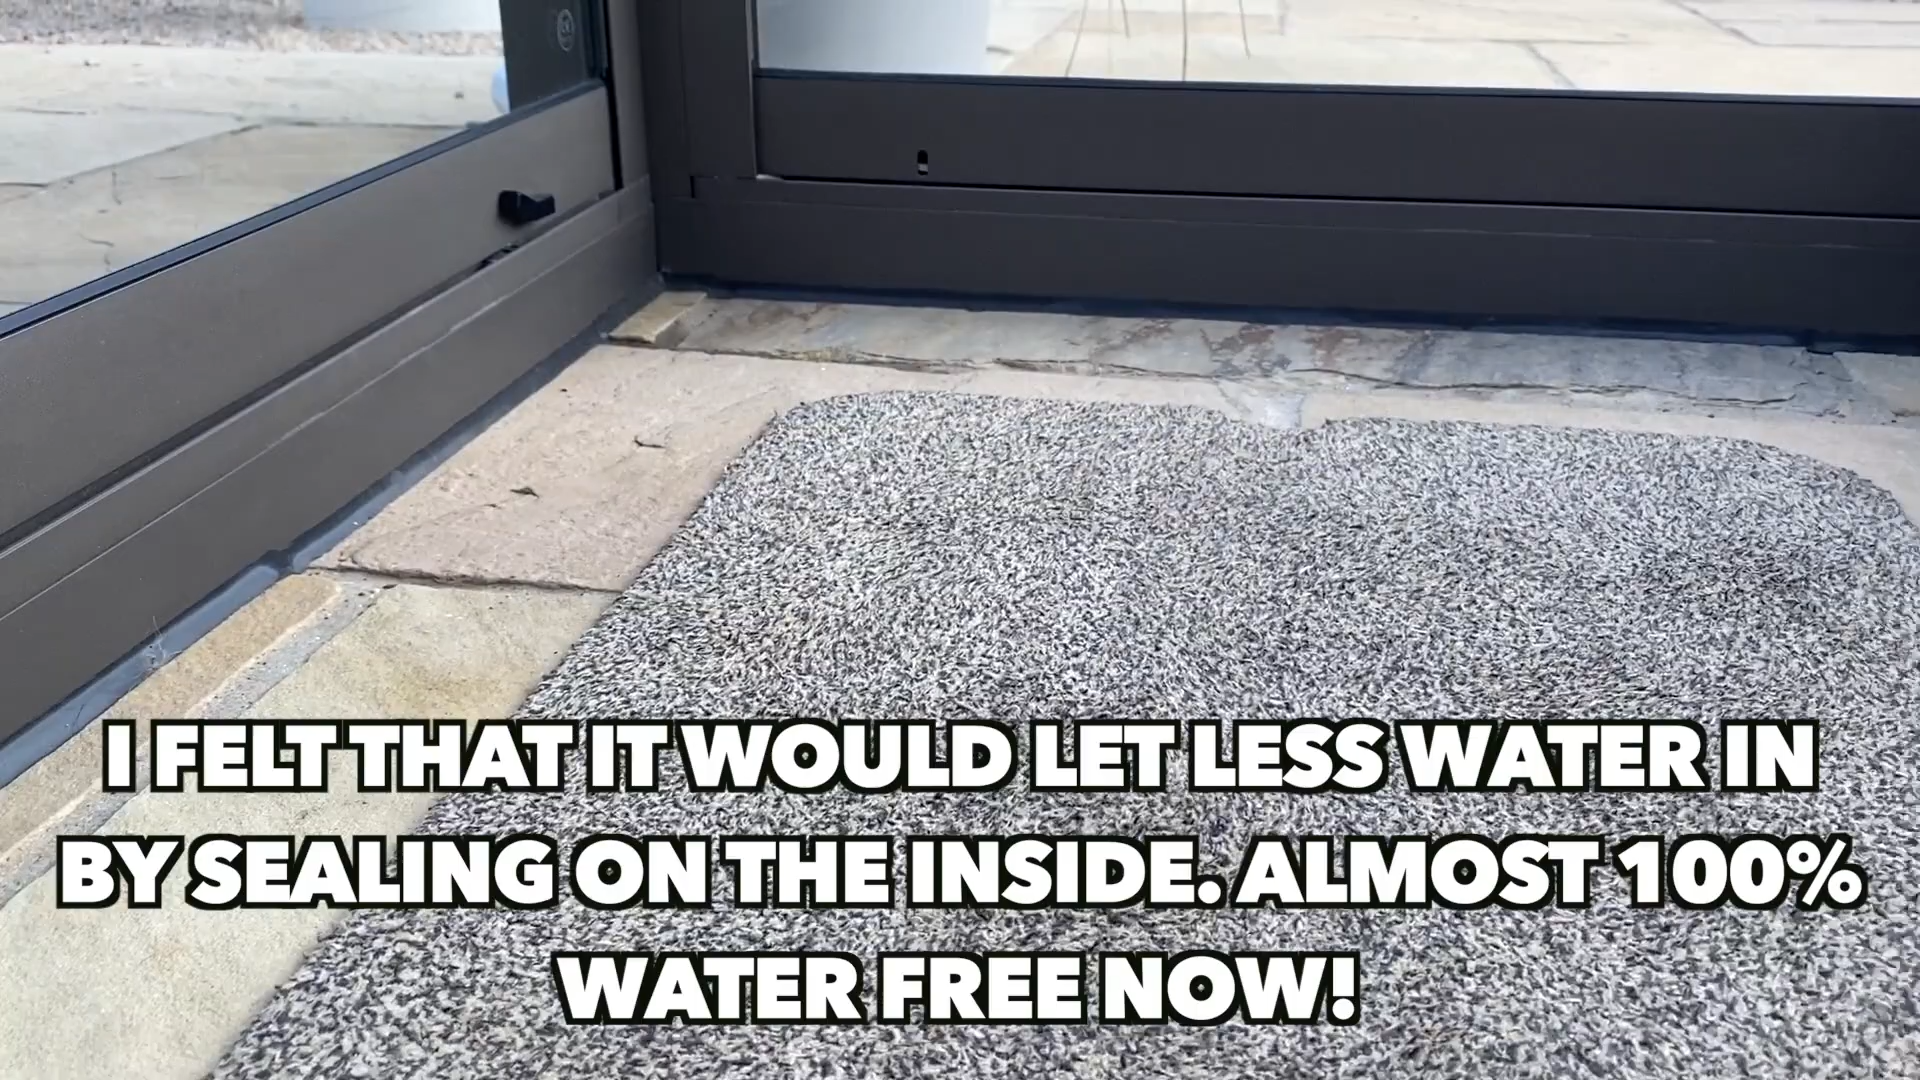 I FELT THAT IT WOULD LET LESS WATER IN
BY SEALING ON THE INSIDE. ALMOST 100%
WATER FREE NOW!